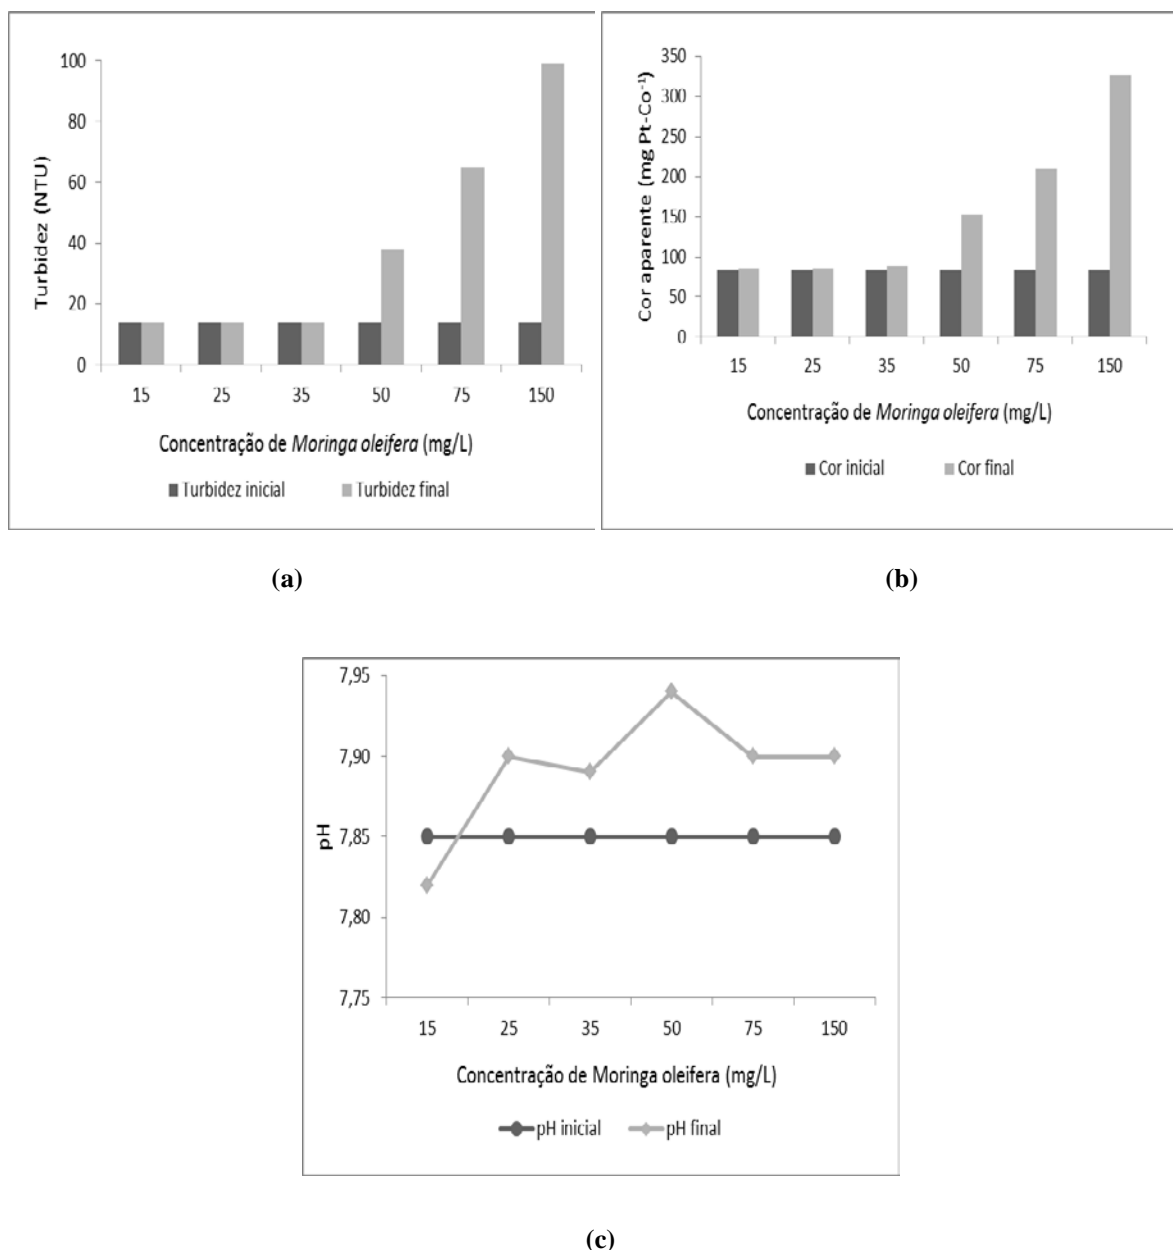 100
80
60
40
20
0
Turbidez (NTU)
15 25 35 50 75 150
Concentração de Moringa oleifera (mg/L)
Turbidez inicial Turbidez final
(a)
350
300
250
200
150
100
50
0
Cor aparente (mg Pt-Co⁻¹)
15 25 35 50 75 150
Concentração de Moringa oleifera (mg/L)
Cor inicial Cor final
(b)
7,95
7,90
7,85
7,80
7,75
pH
15 25 35 50 75 150
Concentração de Moringa oleifera (mg/L)
pH inicial pH final
(c)